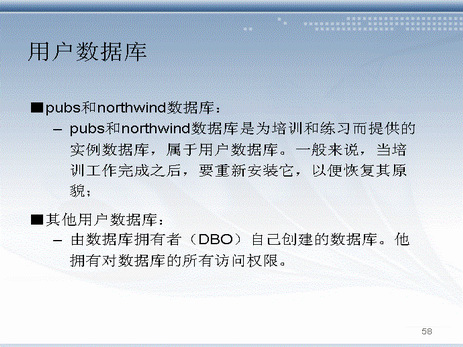 用户数据库
■pubs和northwind数据库：
– pubs和northwind数据库是为培训和练习而提供的
实例数据库，属于用户数据库。一般来说，当培
训工作完成之后，要重新安装它，以便恢复其原
貌；
■其他用户数据库：
– 由数据库拥有者（DBO）自己创建的数据库。他
拥有对数据库的所有访问权限。
58